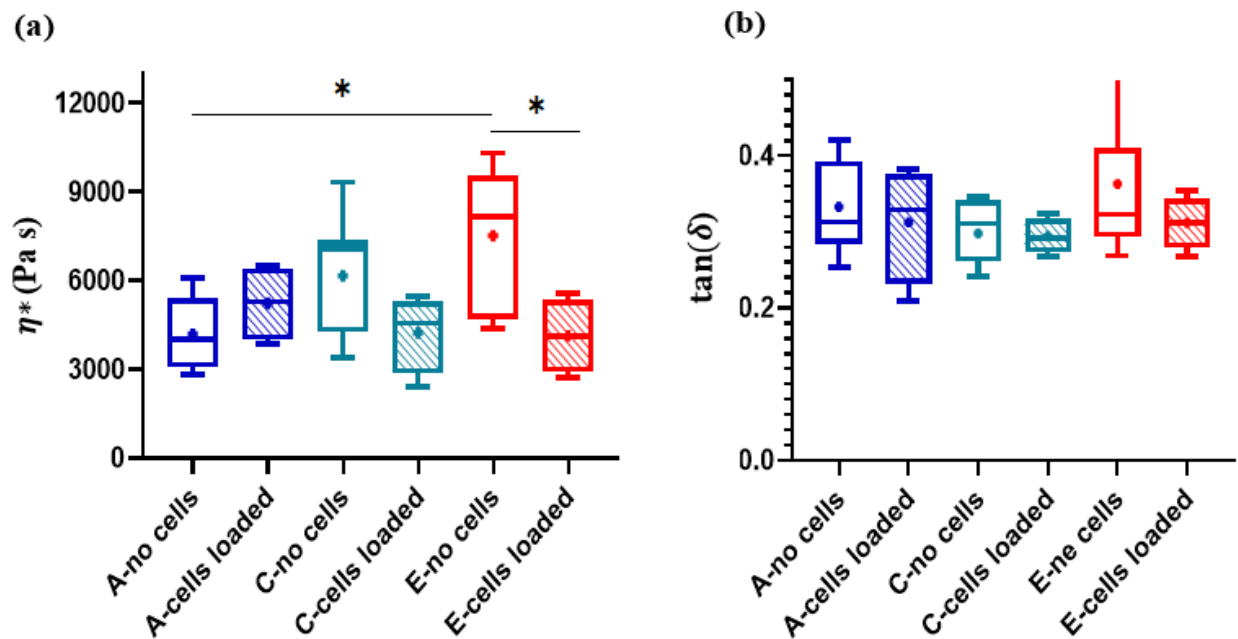 (a)
η* (Pa s)
12000
9000
6000
3000
0
*
*
A-no cells
A-cells loaded
C-no cells
C-cells loaded
E-no cells
E-cells loaded
(b)
tan(δ)
0.4
0.2
0.0
A-no cells
A-cells loaded
C-no cells
C-cells loaded
E-ne cells
E-cells loaded